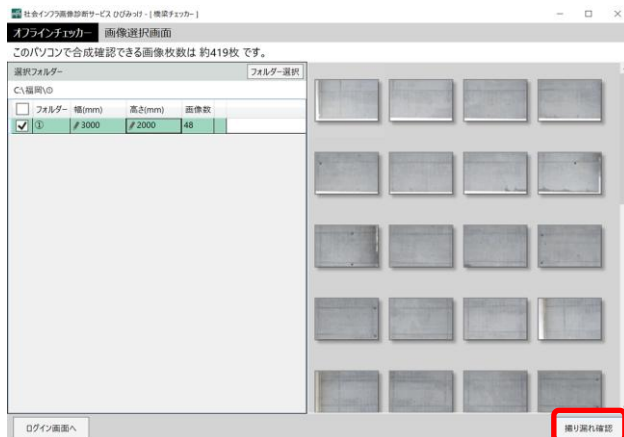 社会インフラ画像診断サービス ひびみっけ - [ 橋梁チェッカー ]
オフラインチェッカー 画像選択画面
このパソコンで合成確認できる画像枚数は 約419枚 です。
選択フォルダー フォルダー選択
C:\福岡\①
フォルダー 幅(mm) 高さ(mm) 画像数
① 3000 2000 48
ログイン画面へ 撮り漏れ確認